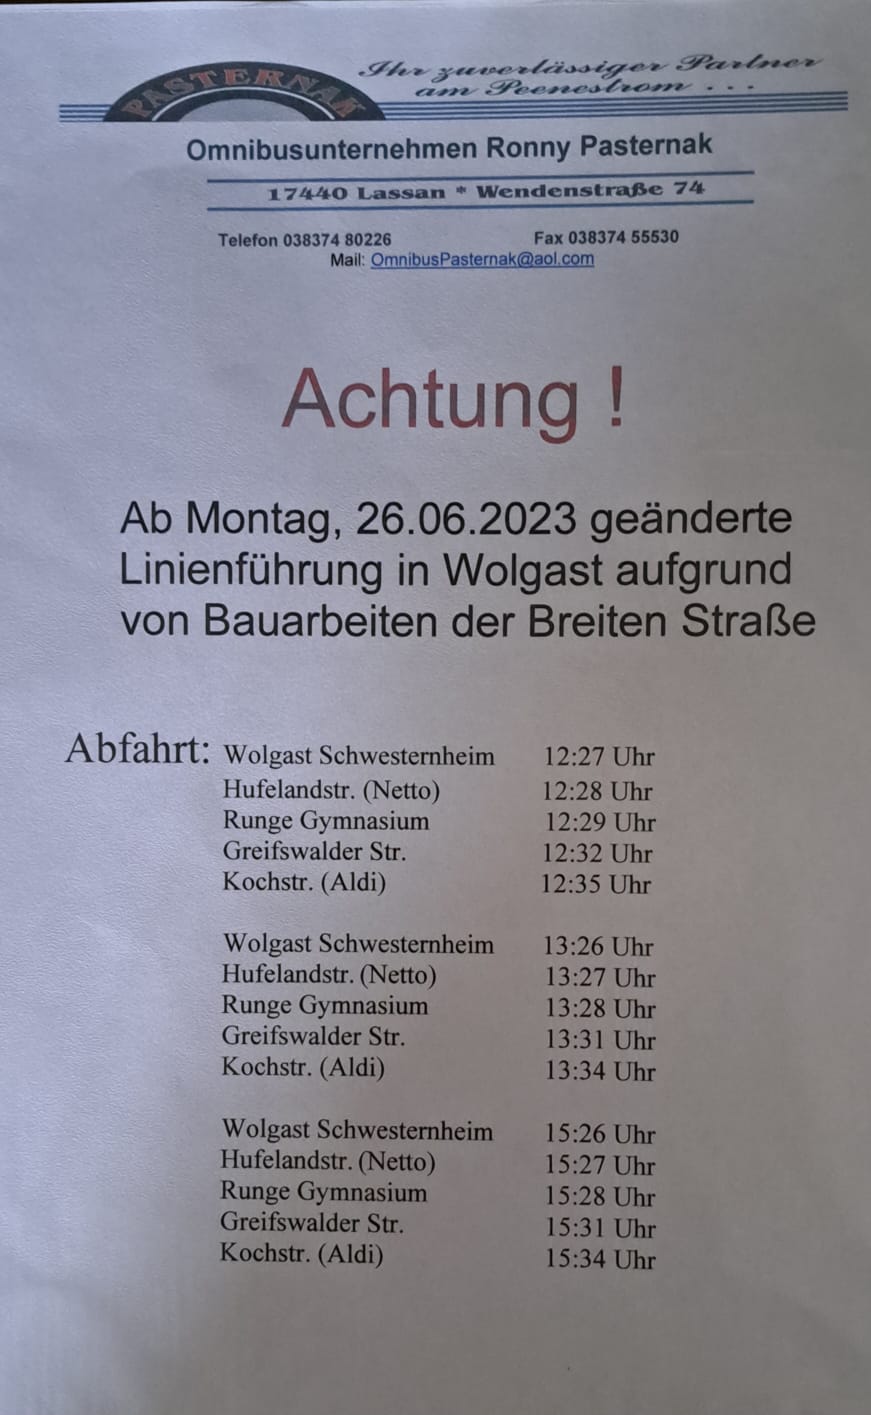 PASTERNAK
Ihr zuverlässiger Partner
am Peenestrom . . .
Omnibusunternehmen Ronny Pasternak
17440 Lassan * Wendenstraße 74
Telefon 038374 80226 Fax 038374 55530
Mail: OmnibusPasternak@aol.com
Achtung !
Ab Montag, 26.06.2023 geänderte
Linienführung in Wolgast aufgrund
von Bauarbeiten der Breiten Straße
Abfahrt: Wolgast Schwesternheim 12:27 Uhr
Hufelandstr. (Netto) 12:28 Uhr
Runge Gymnasium 12:29 Uhr
Greifswalder Str. 12:32 Uhr
Kochstr. (Aldi) 12:35 Uhr
Wolgast Schwesternheim 13:26 Uhr
Hufelandstr. (Netto) 13:27 Uhr
Runge Gymnasium 13:28 Uhr
Greifswalder Str. 13:31 Uhr
Kochstr. (Aldi) 13:34 Uhr
Wolgast Schwesternheim 15:26 Uhr
Hufelandstr. (Netto) 15:27 Uhr
Runge Gymnasium 15:28 Uhr
Greifswalder Str. 15:31 Uhr
Kochstr. (Aldi) 15:34 Uhr